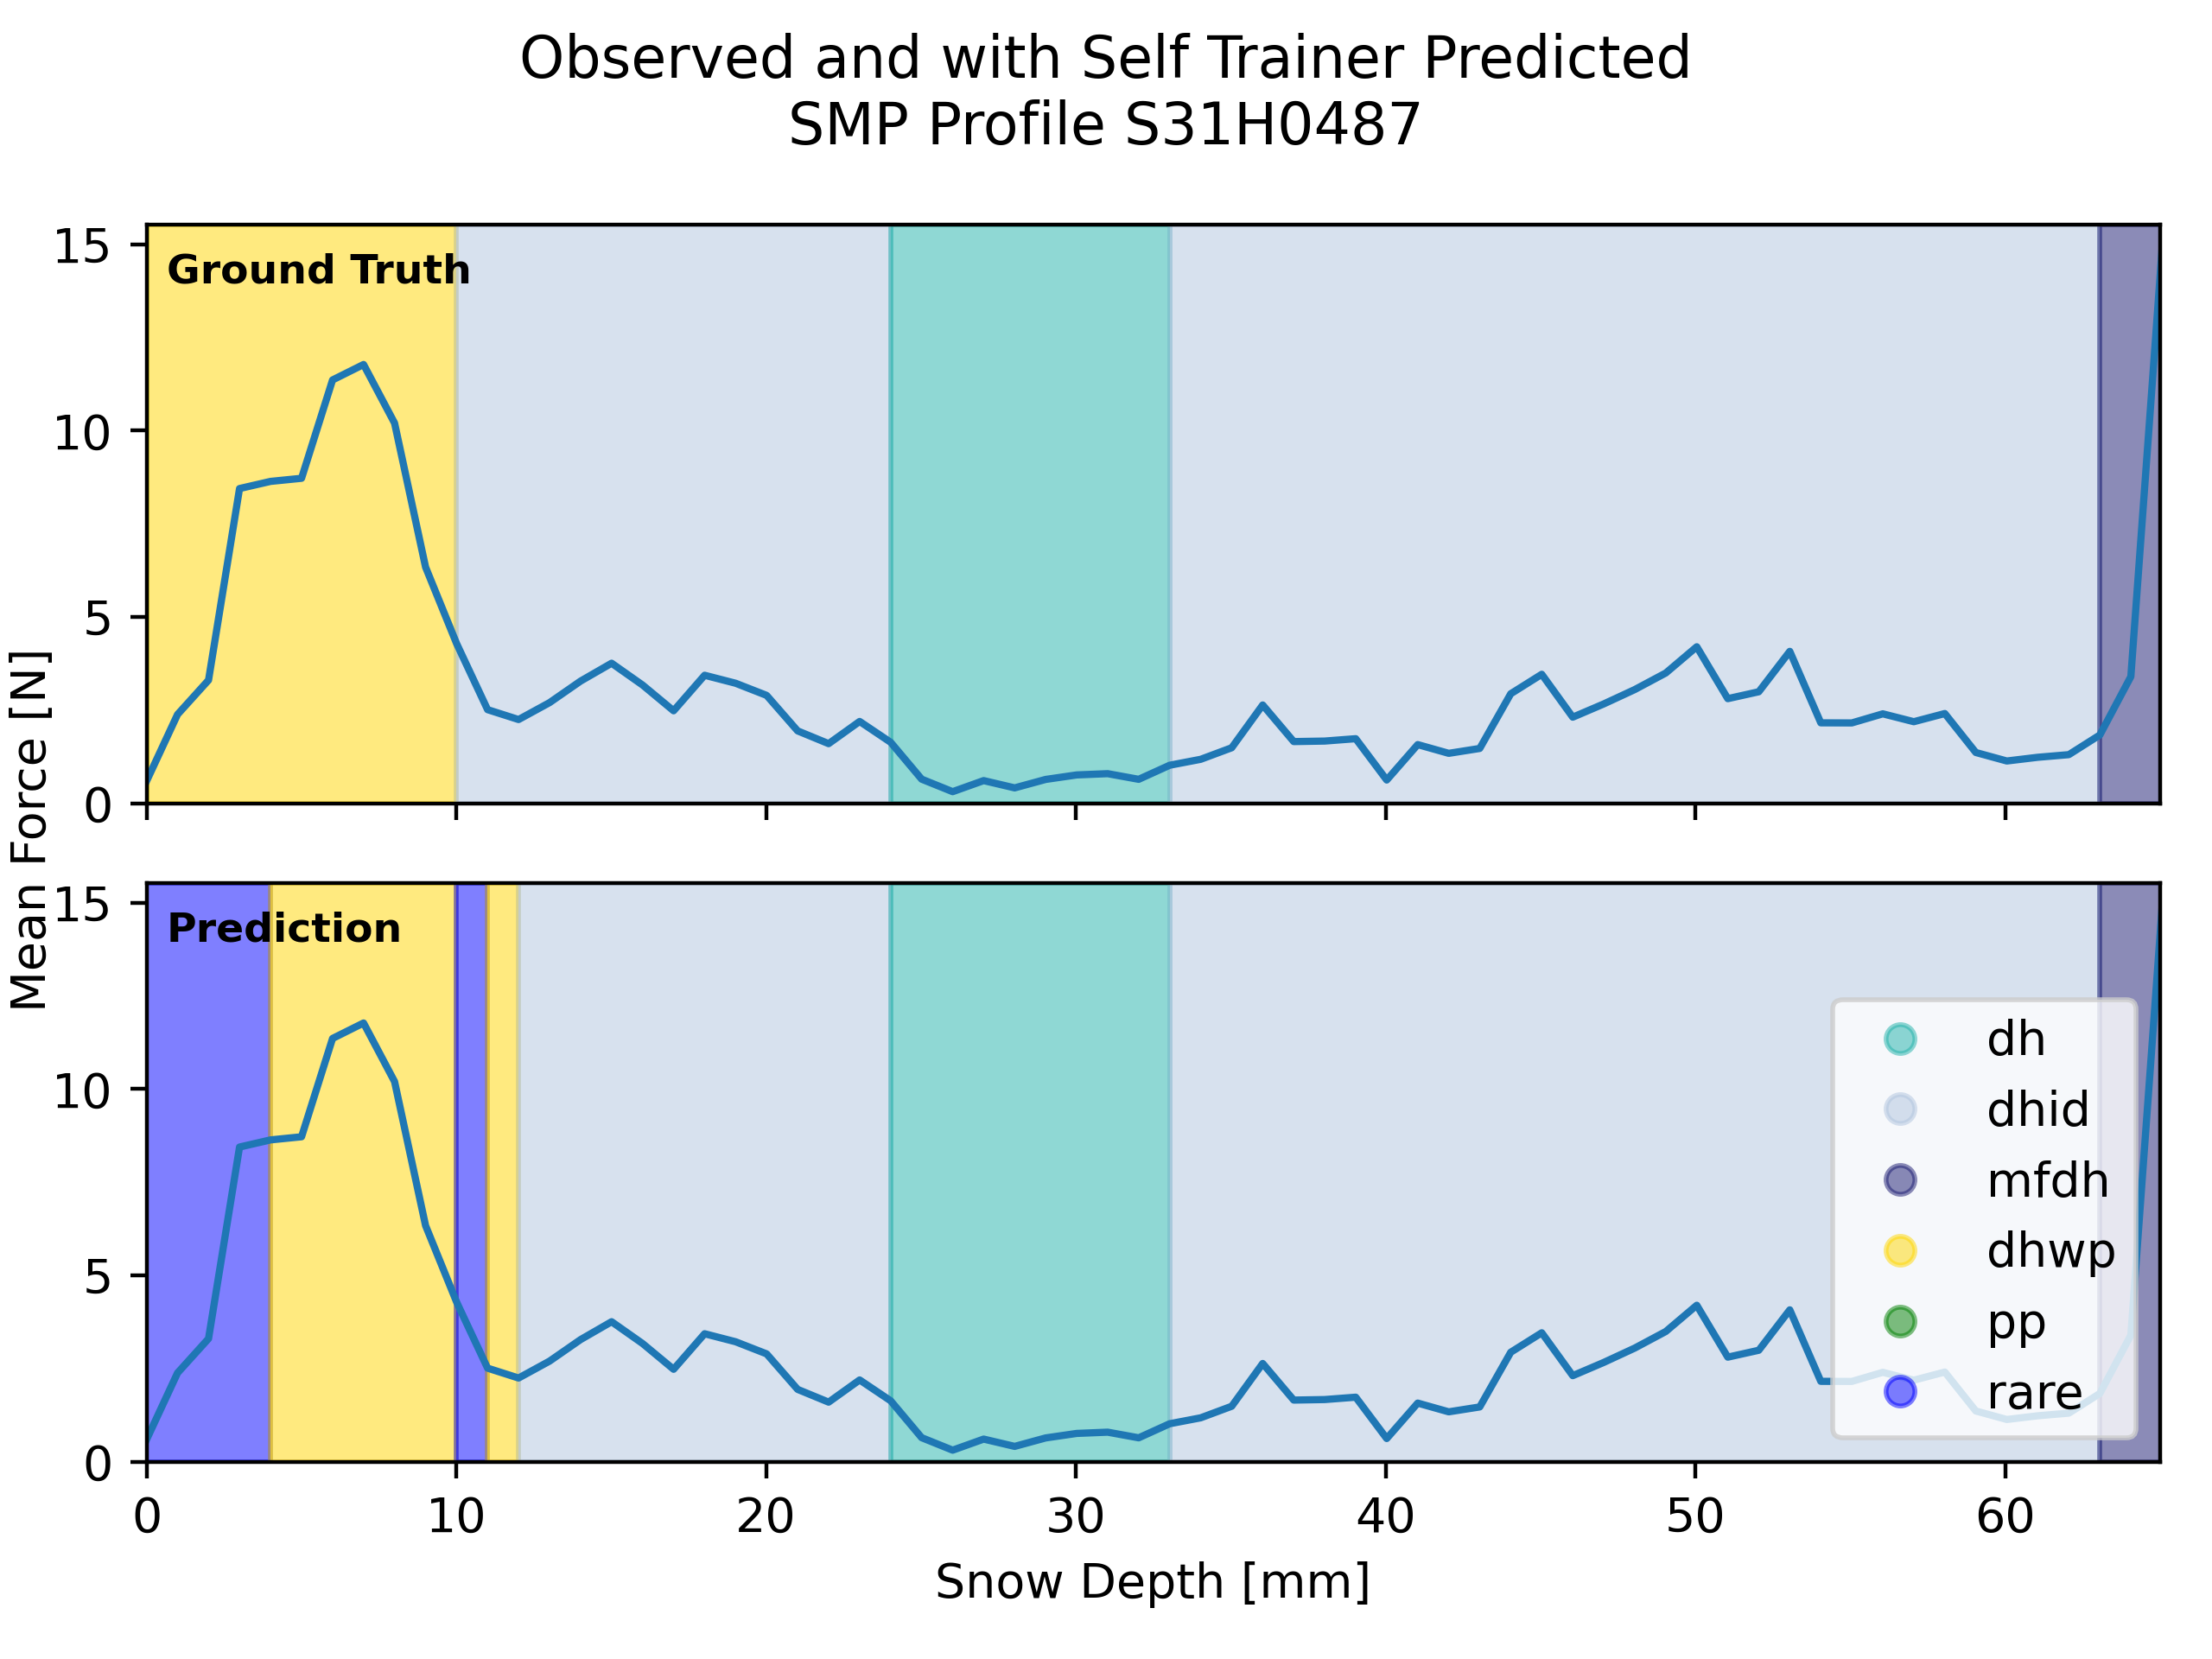 Observed and with Self Trainer Predicted
SMP Profile S31H0487
15
Ground Truth
10
5
0
Mean Force [N]
15
Prediction
10
5
0
dh
dhid
mfdh
dhwp
pp
rare
0 10 20 30 40 50 60
Snow Depth [mm]